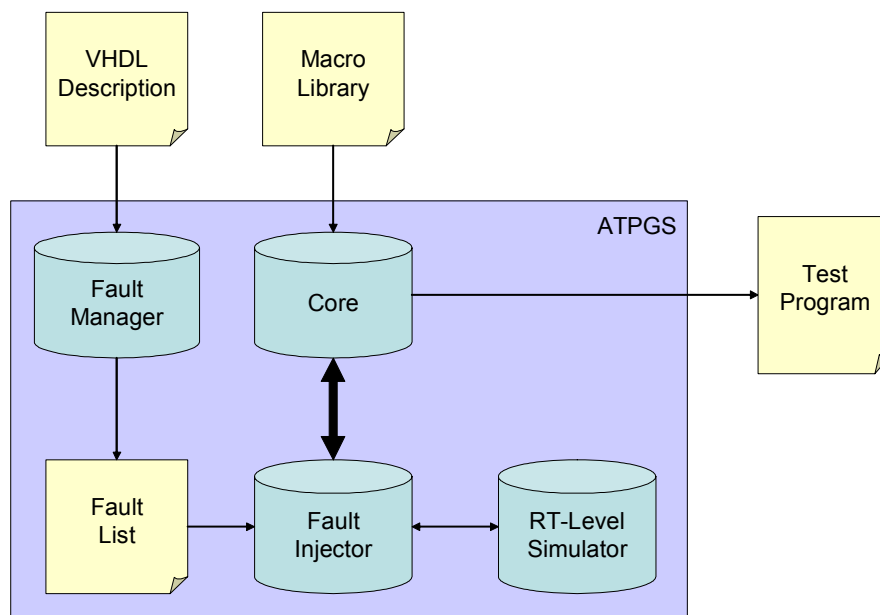 VHDL
Description
Macro
Library
ATPGS
Fault
Manager
Core
Test
Program
Fault
List
Fault
Injector
RT-Level
Simulator